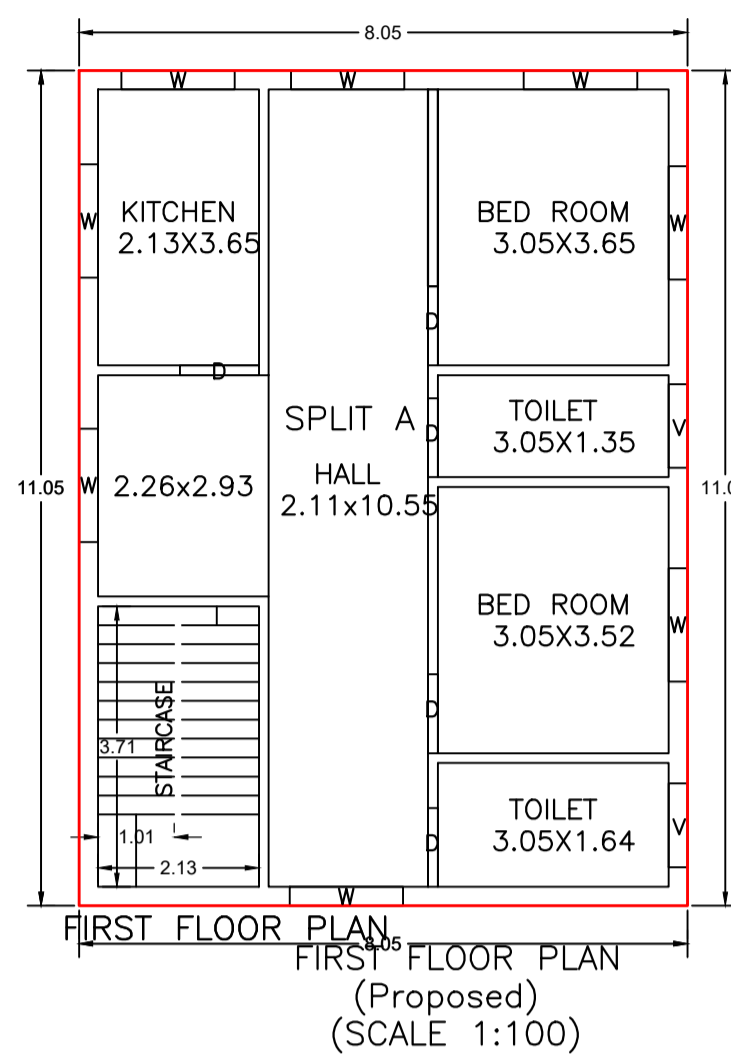 8.05
W
W
W
KITCHEN
2.13X3.65
W
BED ROOM
3.05X3.65
W
D
D
SPLIT A
TOILET
3.05X1.35
D
V
HALL
2.11x10.55
11.05
W
2.26x2.93
BED ROOM
3.05X3.52
W
STAIRCASE
3.71
D
1.01
2.13
TOILET
3.05X1.64
D
V
W
FIRST FLOOR PLAN
8.05
FIRST FLOOR PLAN
(Proposed)
(SCALE 1:100)